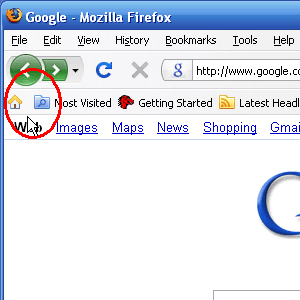 Google - Mozilla Firefox
File Edit View History Bookmarks Tools Help
http://www.google.co
Most Visited Getting Started Latest Headl
Web Images Maps News Shopping Gmai